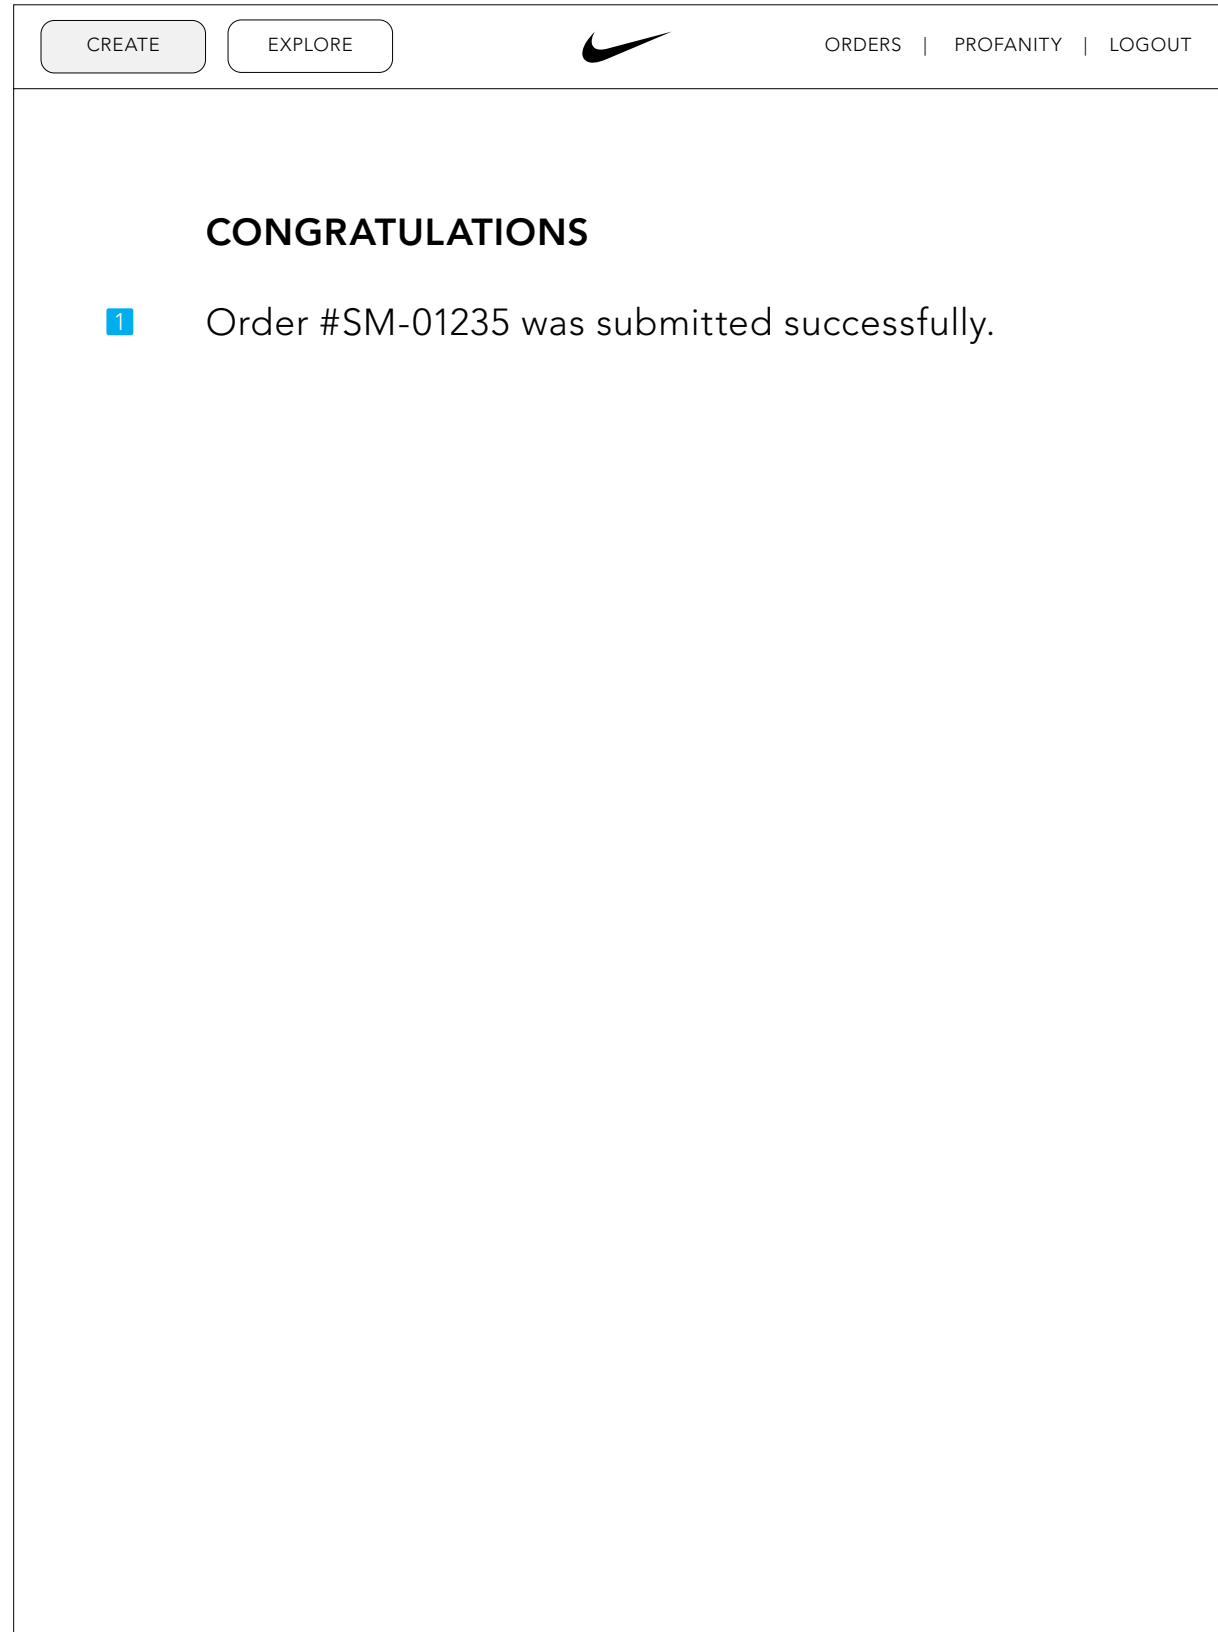 CREATE EXPLORE ORDERS | PROFANITY | LOGOUT
CONGRATULATIONS
1 Order #SM-01235 was submitted successfully.